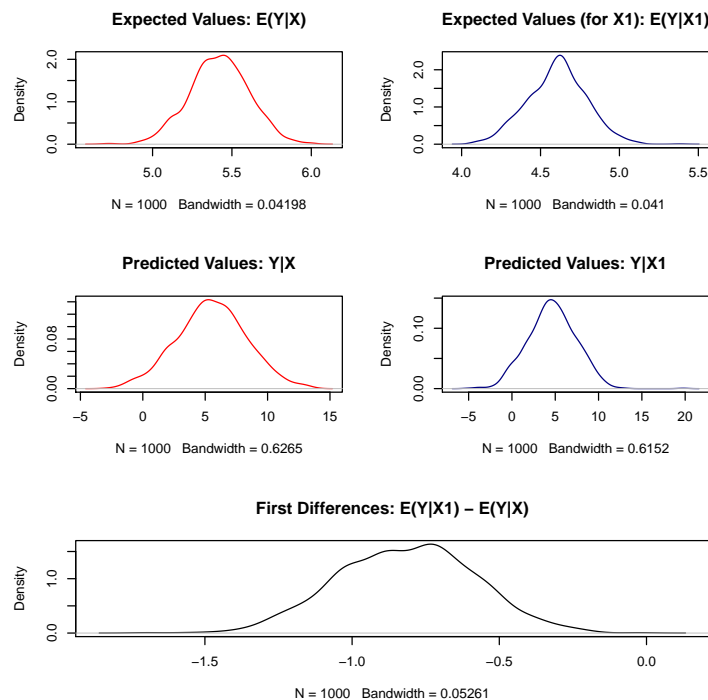 Expected Values: E(Y|X)
Density
0.0 1.0 2.0
5.0 5.5 6.0
N = 1000 Bandwidth = 0.04198
Expected Values (for X1): E(Y|X1)
Density
0.0 1.0 2.0
4.0 4.5 5.0 5.5
N = 1000 Bandwidth = 0.041
Predicted Values: Y|X
Density
0.00 0.08
−5 0 5 10 15
N = 1000 Bandwidth = 0.6265
Predicted Values: Y|X1
Density
0.00 0.10
−5 0 5 10 15 20
N = 1000 Bandwidth = 0.6152
First Differences: E(Y|X1) − E(Y|X)
Density
0.0 1.0
−1.5 −1.0 −0.5 0.0
N = 1000 Bandwidth = 0.05261